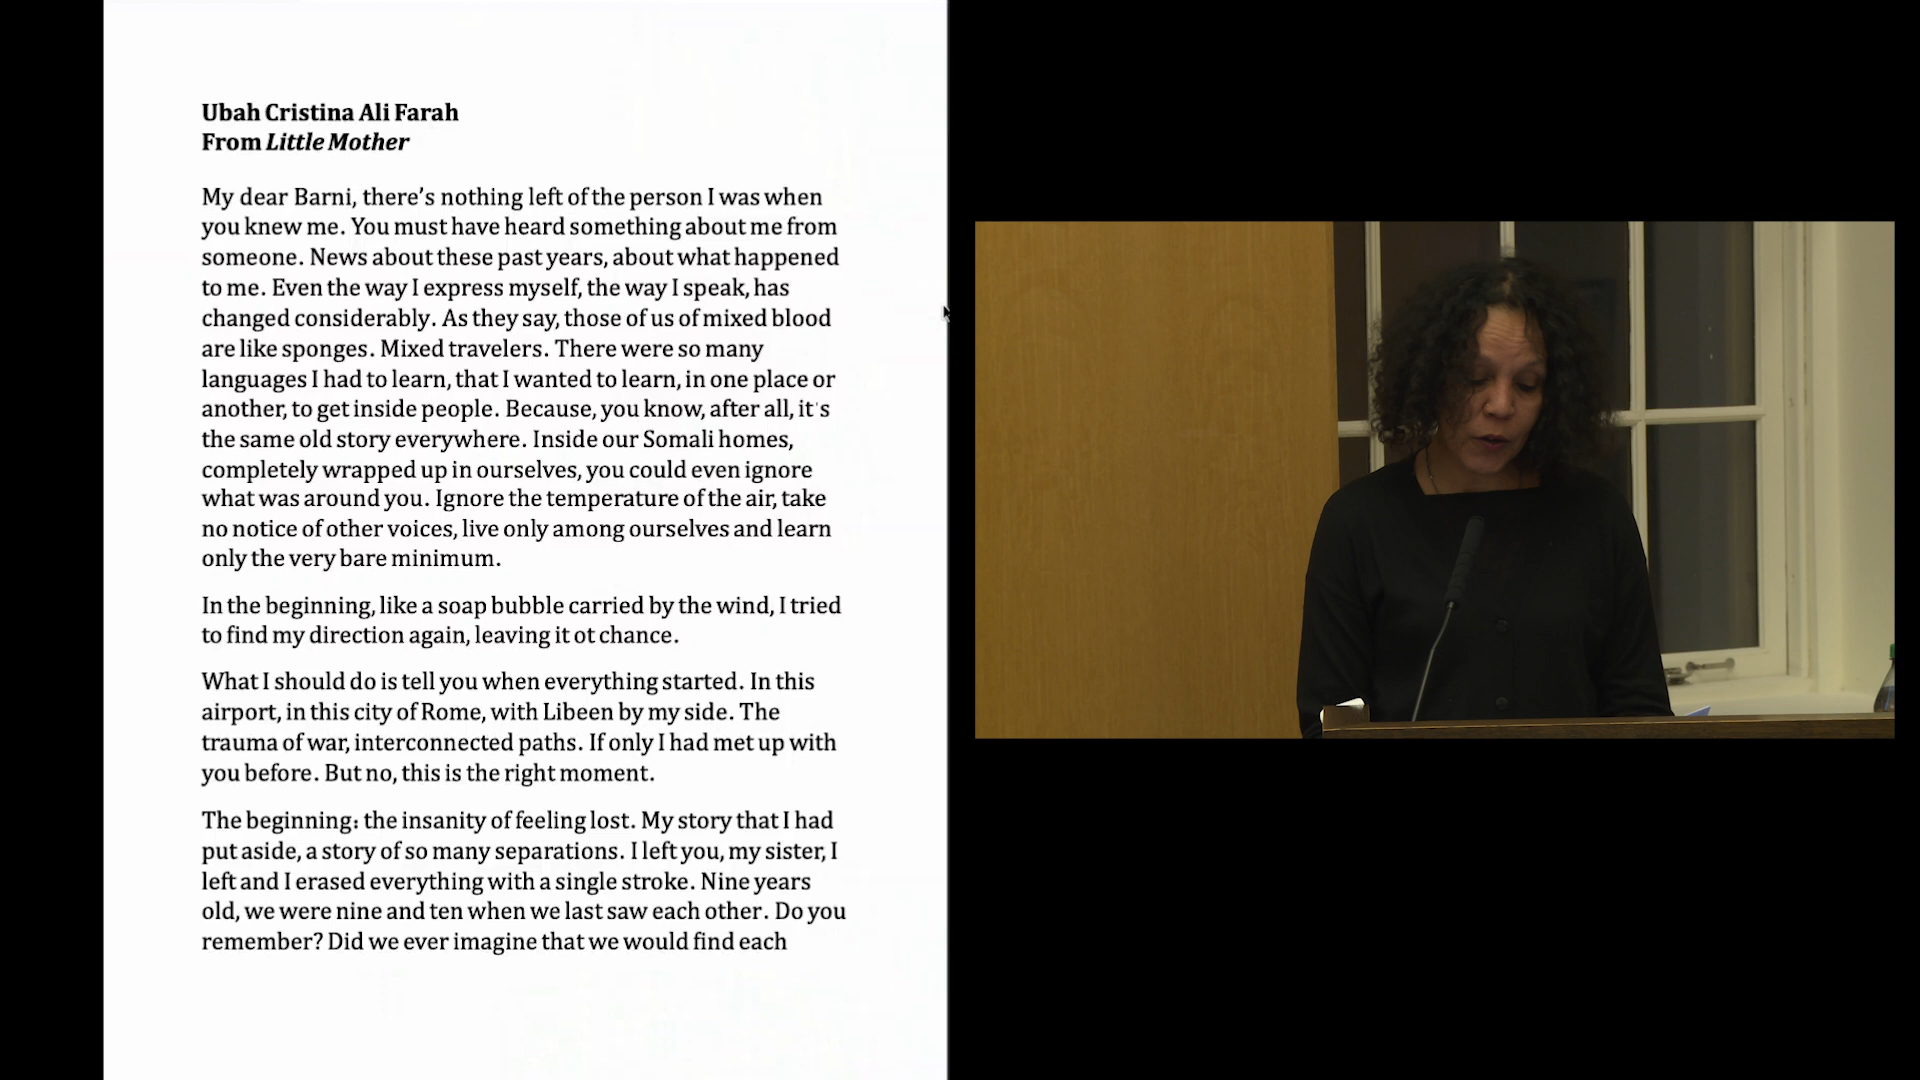 Ubah Cristina Ali Farah
From Little Mother
My dear Barni, there's nothing left of the person I was when
you knew me. You must have heard something about me from
someone. News about these past years, about what happened
to me. Even the way I express myself, the way I speak, has
changed considerably. As they say, those of us of mixed blood
are like sponges. Mixed travelers. There were so many
languages I had to learn, that I wanted to learn, in one place or
another, to get inside people. Because, you know, after all, it's
the same old story everywhere. Inside our Somali homes,
completely wrapped up in ourselves, you could even ignore
what was around you. Ignore the temperature of the air, take
no notice of other voices, live only among ourselves and learn
only the very bare minimum.
In the beginning, like a soap bubble carried by the wind, I tried
to find my direction again, leaving it ot chance.
What I should do is tell you when everything started. In this
airport, in this city of Rome, with Libeen by my side. The
trauma of war, interconnected paths. If only I had met up with
you before. But no, this is the right moment.
The beginning: the insanity of feeling lost. My story that I had
put aside, a story of so many separations. I left you, my sister, I
left and I erased everything with a single stroke. Nine years
old, we were nine and ten when we last saw each other. Do you
remember? Did we ever imagine that we would find each